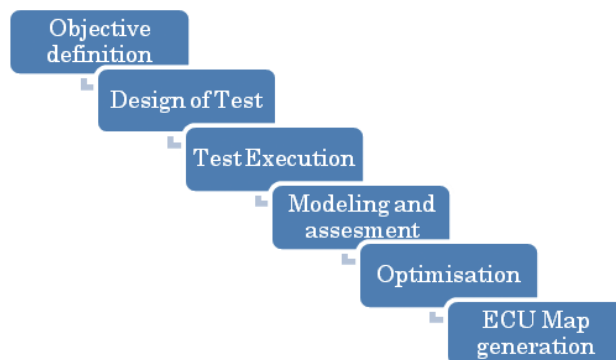 Objective
definition
Design of Test
Test Execution
Modeling and
assesment
Optimisation
ECU Map
generation